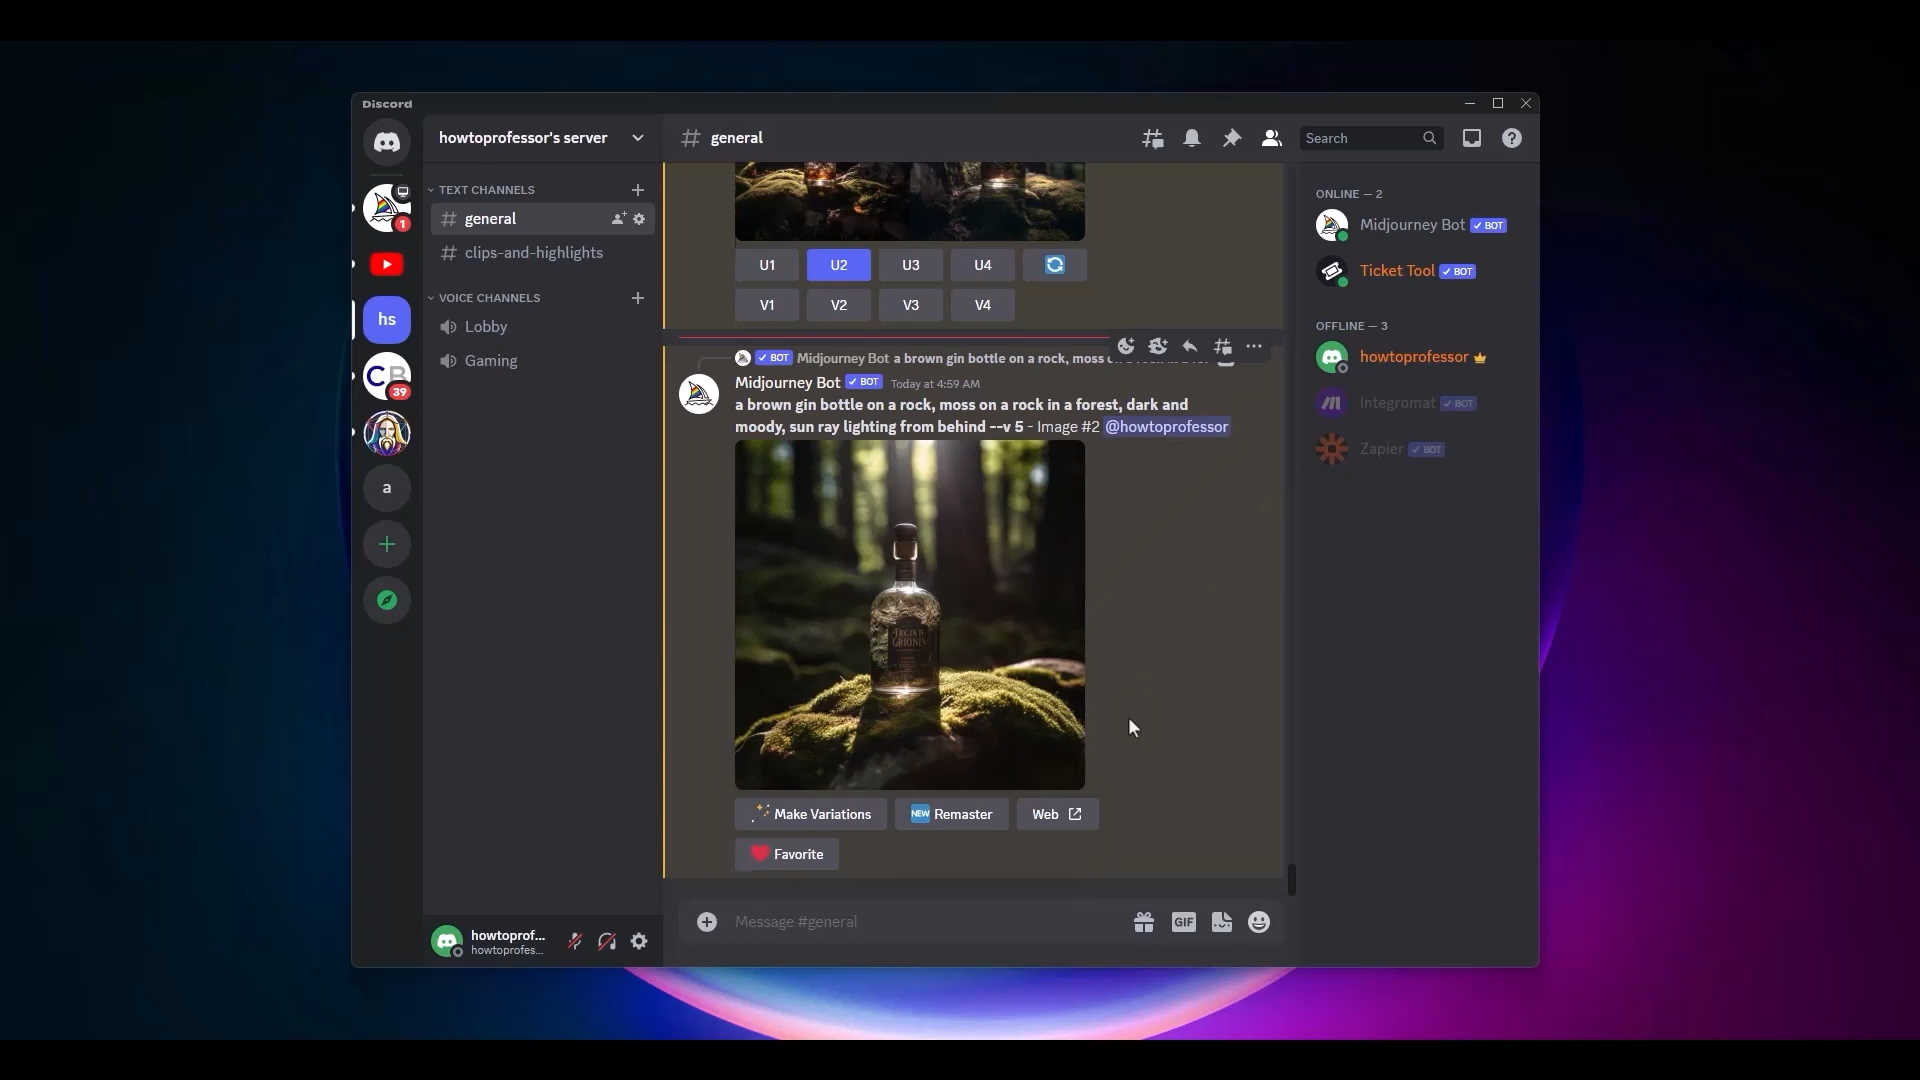 Discord
howtoprofessor's server
general
Search
TEXT CHANNELS
general
clips-and-highlights
VOICE CHANNELS
Lobby
Gaming
1
hs
CB
39
a
U1
U2
U3
U4
V1
V2
V3
V4
BOT Midjourney Bot a brown gin bottle on a rock, moss
Midjourney Bot BOT Today at 4:59 AM
a brown gin bottle on a rock, moss on a rock in a forest, dark and
moody, sun ray lighting from behind --v 5 - Image #2 @howtoprofessor
Make Variations
NEW Remaster
Web
Favorite
Message #general
GIF
howtoprof...
howtoprofes...
ONLINE — 2
Midjourney Bot BOT
Ticket Tool BOT
OFFLINE — 3
howtoprofessor
Integromat BOT
Zapier BOT